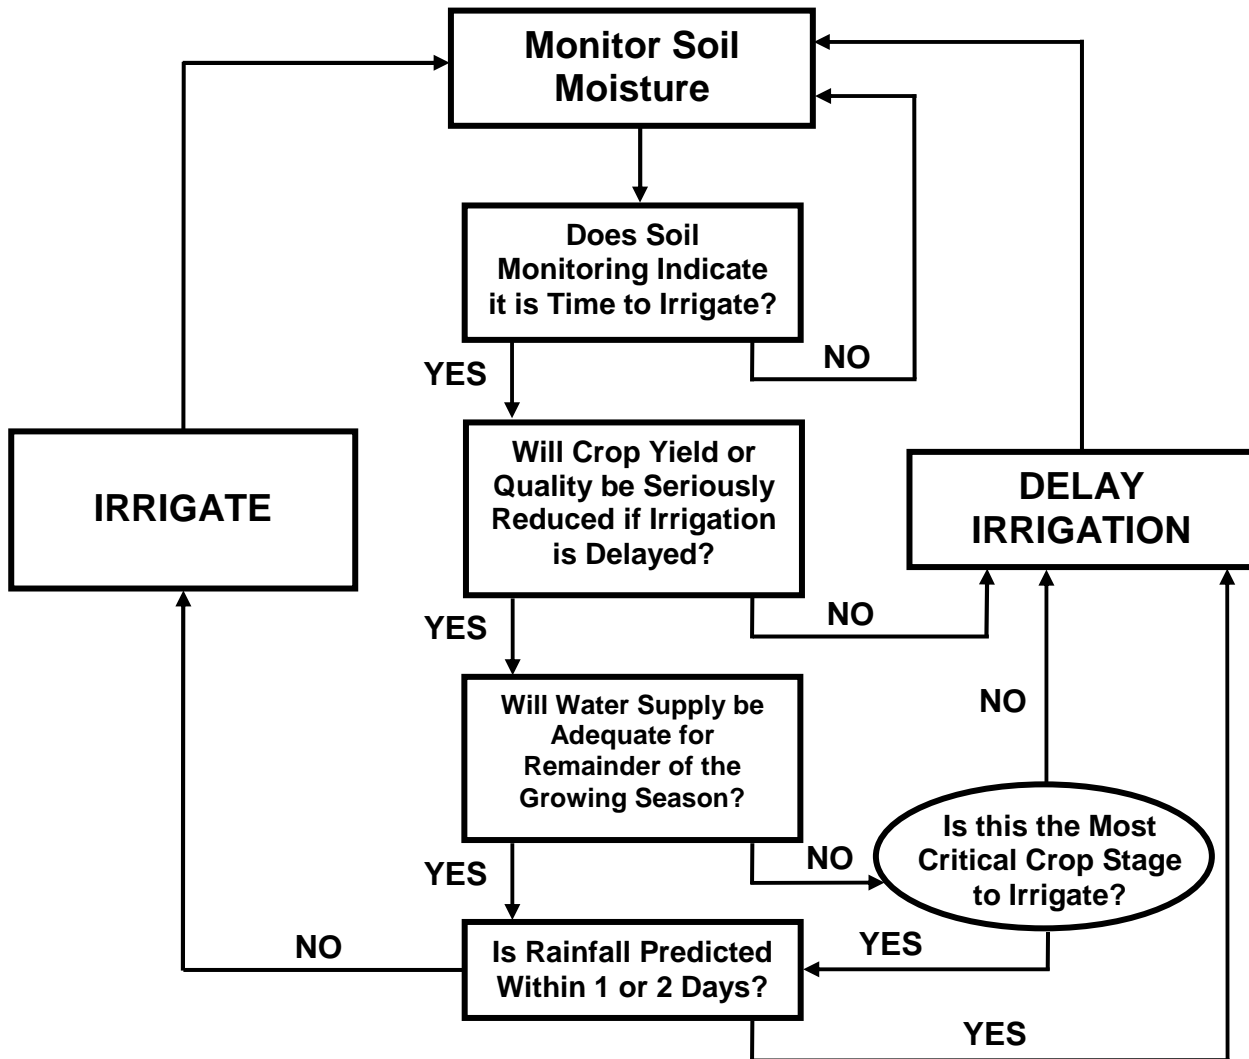 Monitor Soil
Moisture
Does Soil
Monitoring Indicate
it is Time to Irrigate?
YES
NO
Will Crop Yield or
Quality be Seriously
Reduced if Irrigation
is Delayed?
IRRIGATE
DELAY
IRRIGATION
YES
NO
Will Water Supply be
Adequate for
Remainder of the
Growing Season?
NO
Is this the Most
Critical Crop Stage
to Irrigate?
YES
NO
Is Rainfall Predicted
Within 1 or 2 Days?
NO
YES
YES